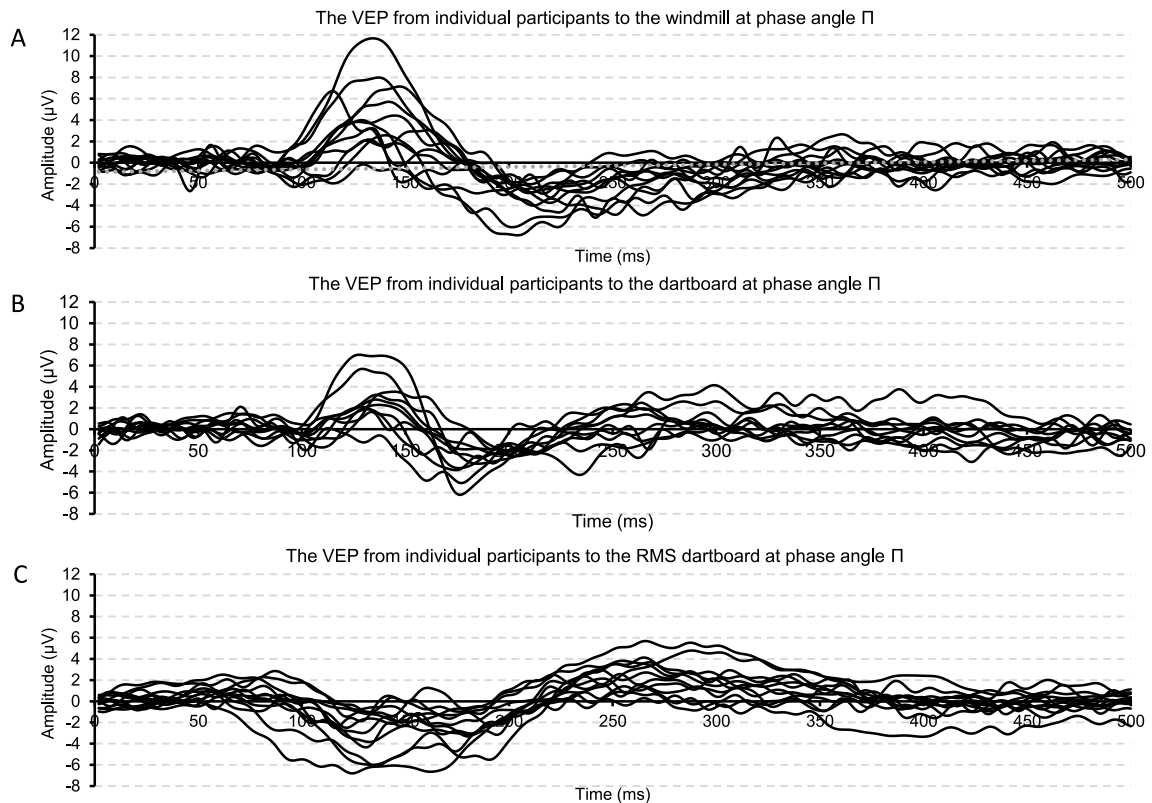 The VEP from individual participants to the windmill at phase angle Π
A
12
10
8
6
4
2
0
-2
-4
-6
-8
Amplitude (µV)
0 50 100 150 200 250 300 350 400 450 500
Time (ms)
The VEP from individual participants to the dartboard at phase angle Π
B
12
10
8
6
4
2
0
-2
-4
-6
-8
Amplitude (µV)
0 50 100 150 200 250 300 350 400 450 500
Time (ms)
The VEP from individual participants to the RMS dartboard at phase angle Π
C
12
10
8
6
4
2
0
-2
-4
-6
-8
Amplitude (µV)
0 50 100 150 200 250 300 350 400 450 500
Time (ms)